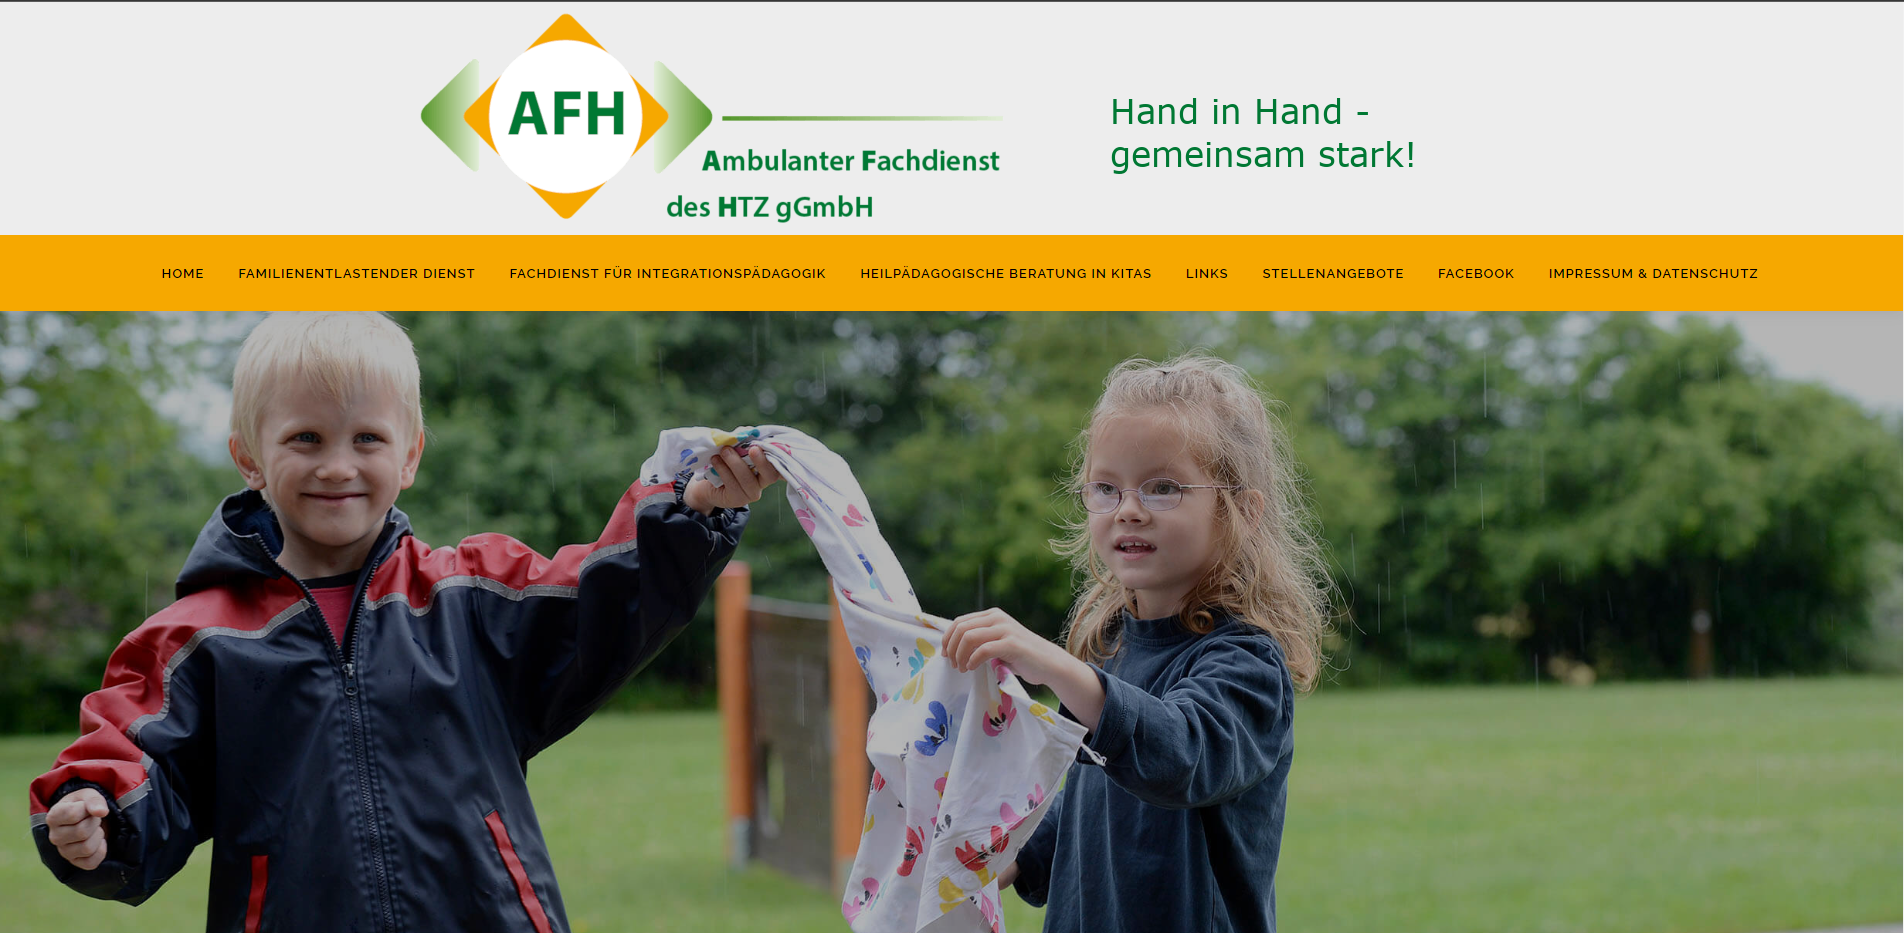 AFH
Ambulanter Fachdienst
des HTZ gGmbH
Hand in Hand -
gemeinsam stark!
HOME FAMILIENENTLASTENDER DIENST FACHDIENST FÜR INTEGRATIONSPÄDAGOGIK HEILPÄDAGOGISCHE BERATUNG IN KITAS LINKS STELLENANGEBOTE FACEBOOK IMPRESSUM & DATENSCHUTZ